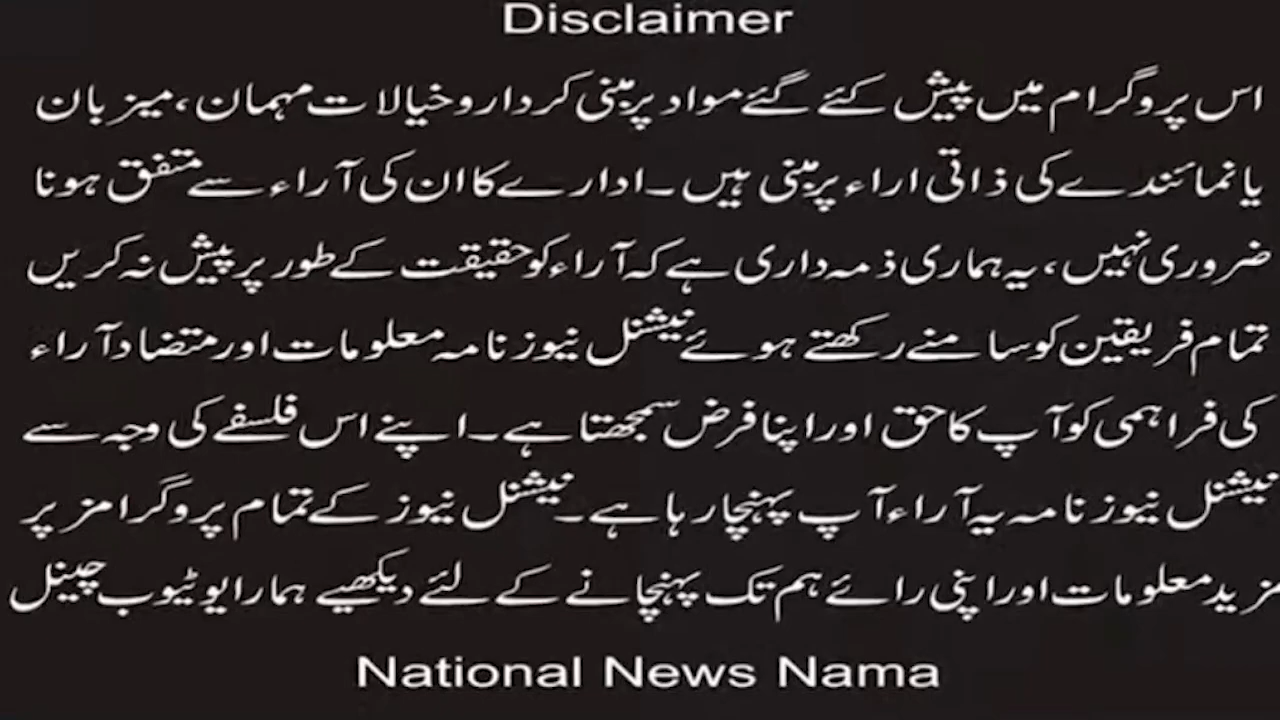 Disclaimer
اس پروگرام میں پیش کئے گئے مواد پر مبنی کردار و خیالات مہمان، میزبان
یا نمائندے کی ذاتی اراء پر مبنی ہیں۔ ادارے کا ان کی آراء سے متفق ہونا
ضروری نہیں، یہ ہماری ذمہ داری ہے کہ آراء کو حقیقت کے طور پر پیش نہ کریں
تمام فریقین کو سامنے رکھتے ہوئے نیشنل نیوز نامہ معلومات اور متضاد آراء
کی فراہمی کو آپ کا حق اور اپنا فرض سمجھتا ہے۔ اپنے اس فلسفے کی وجہ سے
نیشنل نیوز نامہ یہ آراء آپ پہنچا رہا ہے۔ نیشنل نیوز کے تمام پروگرامز پر
مزید معلومات اور اپنی رائے ہم تک پہنچانے کے لئے دیکھیے ہمارا یوٹیوب چینل
National News Nama